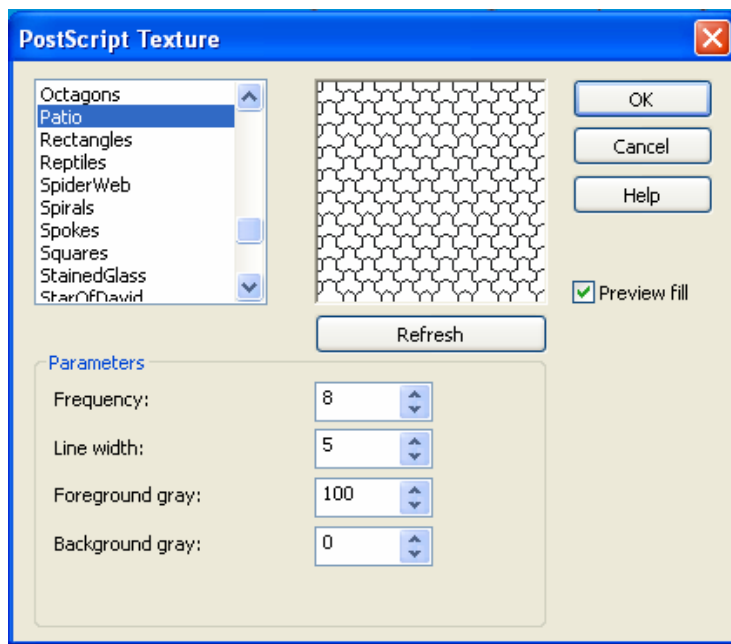 PostScript Texture
Octagons
Patio
Rectangles
Reptiles
SpiderWeb
Spirals
Spokes
Squares
StainedGlass
StarOfDavid
OK
Cancel
Help
Preview fill
Refresh
Parameters
Frequency: 8
Line width: 5
Foreground gray: 100
Background gray: 0